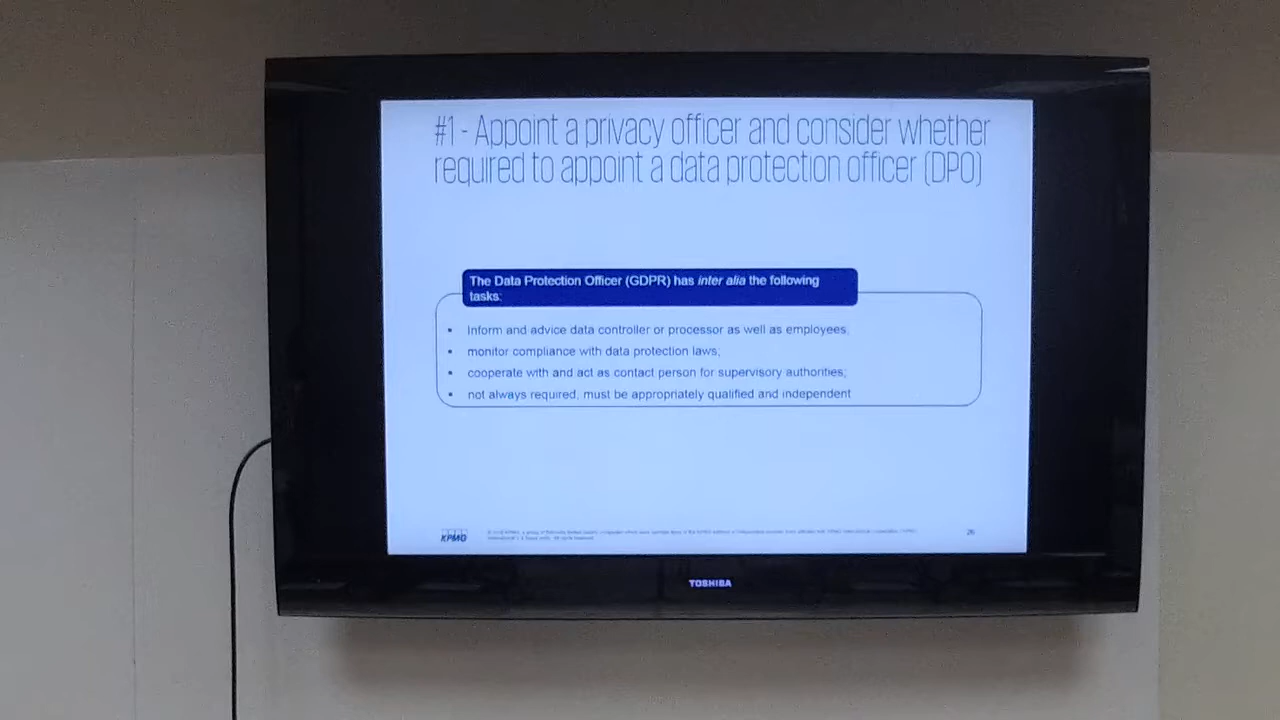 #1 - Appoint a privacy officer and consider whether
required to appoint a data protection officer (DPO)
The Data Protection Officer (GDPR) has inter alia the following
tasks:
• Inform and advice data controller or processor as well as employees;
• monitor compliance with data protection laws;
• cooperate with and act as contact person for supervisory authorities;
• not always required, must be appropriately qualified and independent
KPMG
26
TOSHIBA